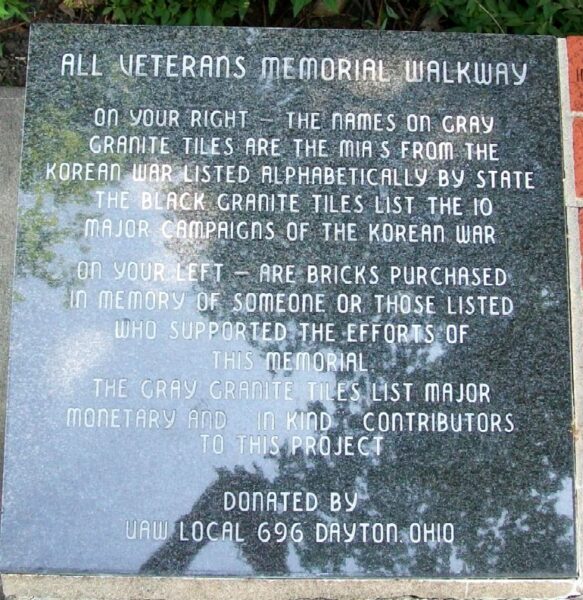 ALL VETERANS MEMORIAL WALKWAY
ON YOUR RIGHT – THE NAMES ON GRAY
GRANITE TILES ARE THE MIA'S FROM THE
KOREAN WAR LISTED ALPHABETICALLY BY STATE
THE BLACK GRANITE TILES LIST THE 10
MAJOR CAMPAIGNS OF THE KOREAN WAR
ON YOUR LEFT – ARE BRICKS PURCHASED
IN MEMORY OF SOMEONE OR THOSE LISTED
WHO SUPPORTED THE EFFORTS OF
THIS MEMORIAL
THE GRAY GRANITE TILES LIST MAJOR
MONETARY AND IN KIND CONTRIBUTORS
TO THIS PROJECT
DONATED BY
UAW LOCAL 696 DAYTON, OHIO